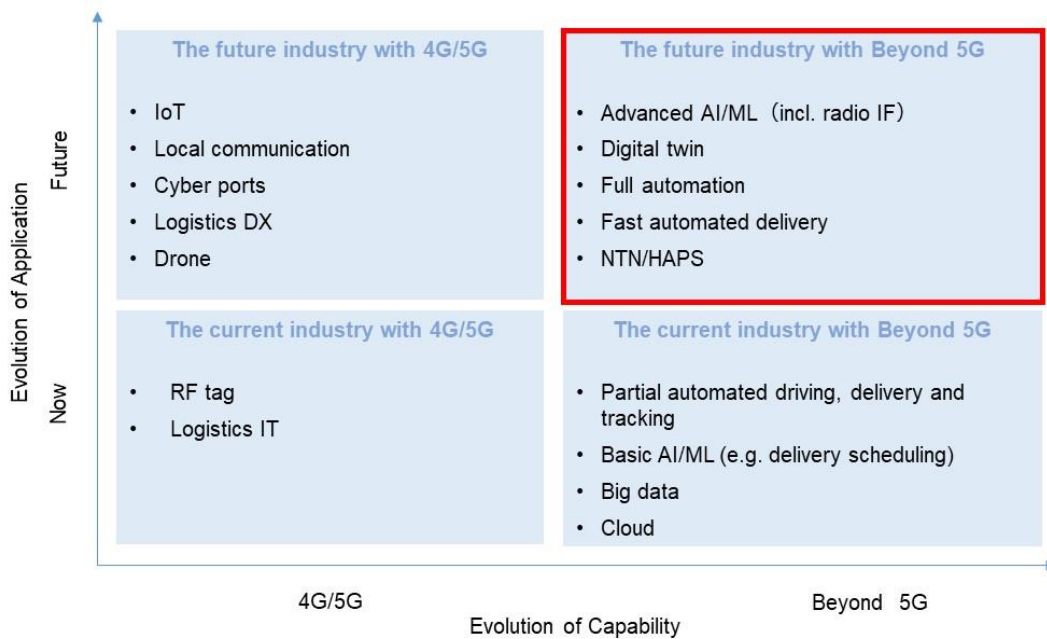 The future industry with 4G/5G
• IoT
• Local communication
• Cyber ports
• Logistics DX
• Drone
The future industry with Beyond 5G
• Advanced AI/ML（incl. radio IF）
• Digital twin
• Full automation
• Fast automated delivery
• NTN/HAPS
The current industry with 4G/5G
• RF tag
• Logistics IT
The current industry with Beyond 5G
• Partial automated driving, delivery and
tracking
• Basic AI/ML (e.g. delivery scheduling)
• Big data
• Cloud
Evolution of Application
Future
Now
4G/5G
Beyond 5G
Evolution of Capability